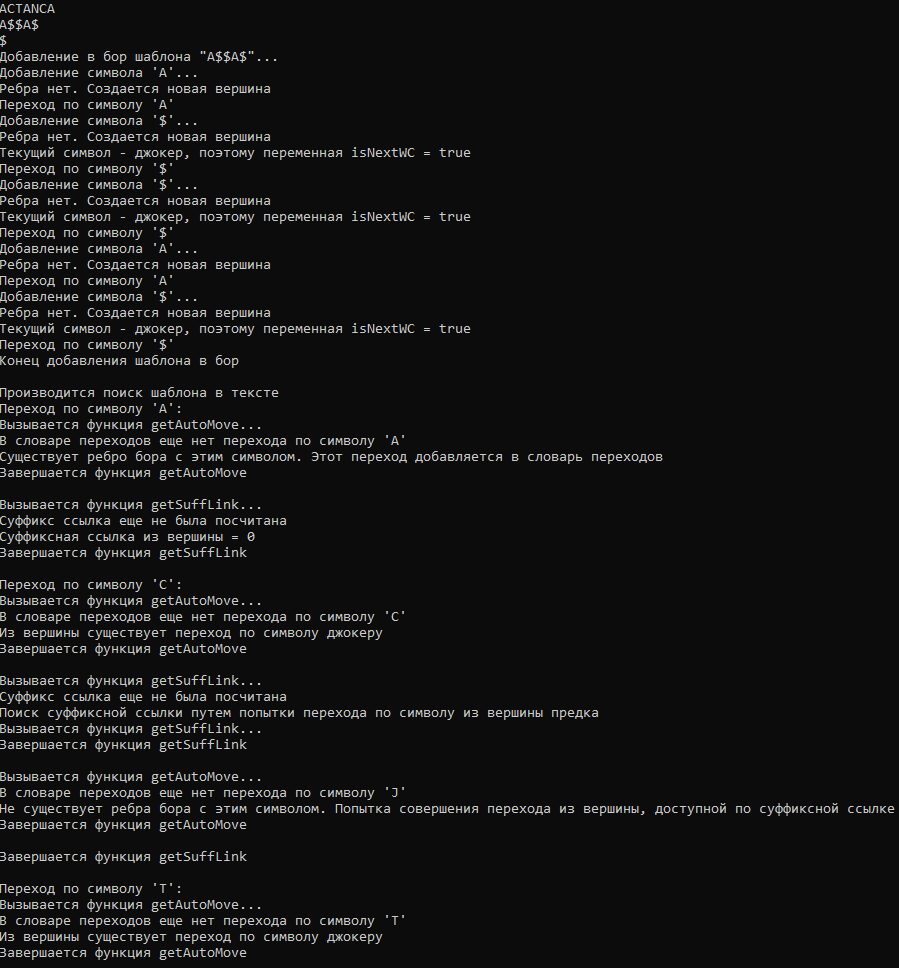 ACTANCA
A$$A$
$
Добавление в бор шаблона "A$$A$"...
Добавление символа 'A'...
Ребра нет. Создается новая вершина
Переход по символу 'A'
Добавление символа '$'...
Ребра нет. Создается новая вершина
Текущий символ - джокер, поэтому переменная isNextWC = true
Переход по символу '$'
Добавление символа '$'...
Ребра нет. Создается новая вершина
Текущий символ - джокер, поэтому переменная isNextWC = true
Переход по символу '$'
Добавление символа 'A'...
Ребра нет. Создается новая вершина
Переход по символу 'A'
Добавление символа '$'...
Ребра нет. Создается новая вершина
Текущий символ - джокер, поэтому переменная isNextWC = true
Переход по символу '$'
Конец добавления шаблона в бор
Производится поиск шаблона в тексте
Переход по символу 'A':
Вызывается функция getAutoMove...
В словаре переходов еще нет перехода по символу 'A'
Существует ребро бора с этим символом. Этот переход добавляется в словарь переходов
Завершается функция getAutoMove
Вызывается функция getSuffLink...
Суффикс ссылка еще не была посчитана
Суффиксная ссылка из вершины = 0
Завершается функция getSuffLink
Переход по символу 'C':
Вызывается функция getAutoMove...
В словаре переходов еще нет перехода по символу 'C'
Из вершины существует переход по символу джокеру
Завершается функция getAutoMove
Вызывается функция getSuffLink...
Суффикс ссылка еще не была посчитана
Поиск суффиксной ссылки путем попытки перехода по символу из вершины предка
Вызывается функция getSuffLink...
Завершается функция getSuffLink
Вызывается функция getAutoMove...
В словаре переходов еще нет перехода по символу 'J'
Не существует ребра бора с этим символом. Попытка совершения перехода из вершины, доступной по суффиксной ссылке
Завершается функция getAutoMove
Завершается функция getSuffLink
Переход по символу 'T':
Вызывается функция getAutoMove...
В словаре переходов еще нет перехода по символу 'T'
Из вершины существует переход по символу джокеру
Завершается функция getAutoMove